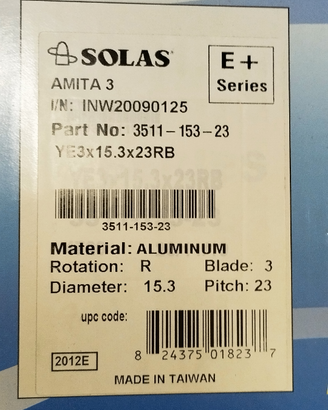 SOLAS®
E+
Series
AMITA 3
I/N: INW20090125
Part No: 3511-153-23
YE3x15.3x23RB
3511-153-23
Material: ALUMINUM
Rotation: R Blade: 3
Diameter: 15.3 Pitch: 23
upc code:
8 24375 01823 7
2012E
MADE IN TAIWAN